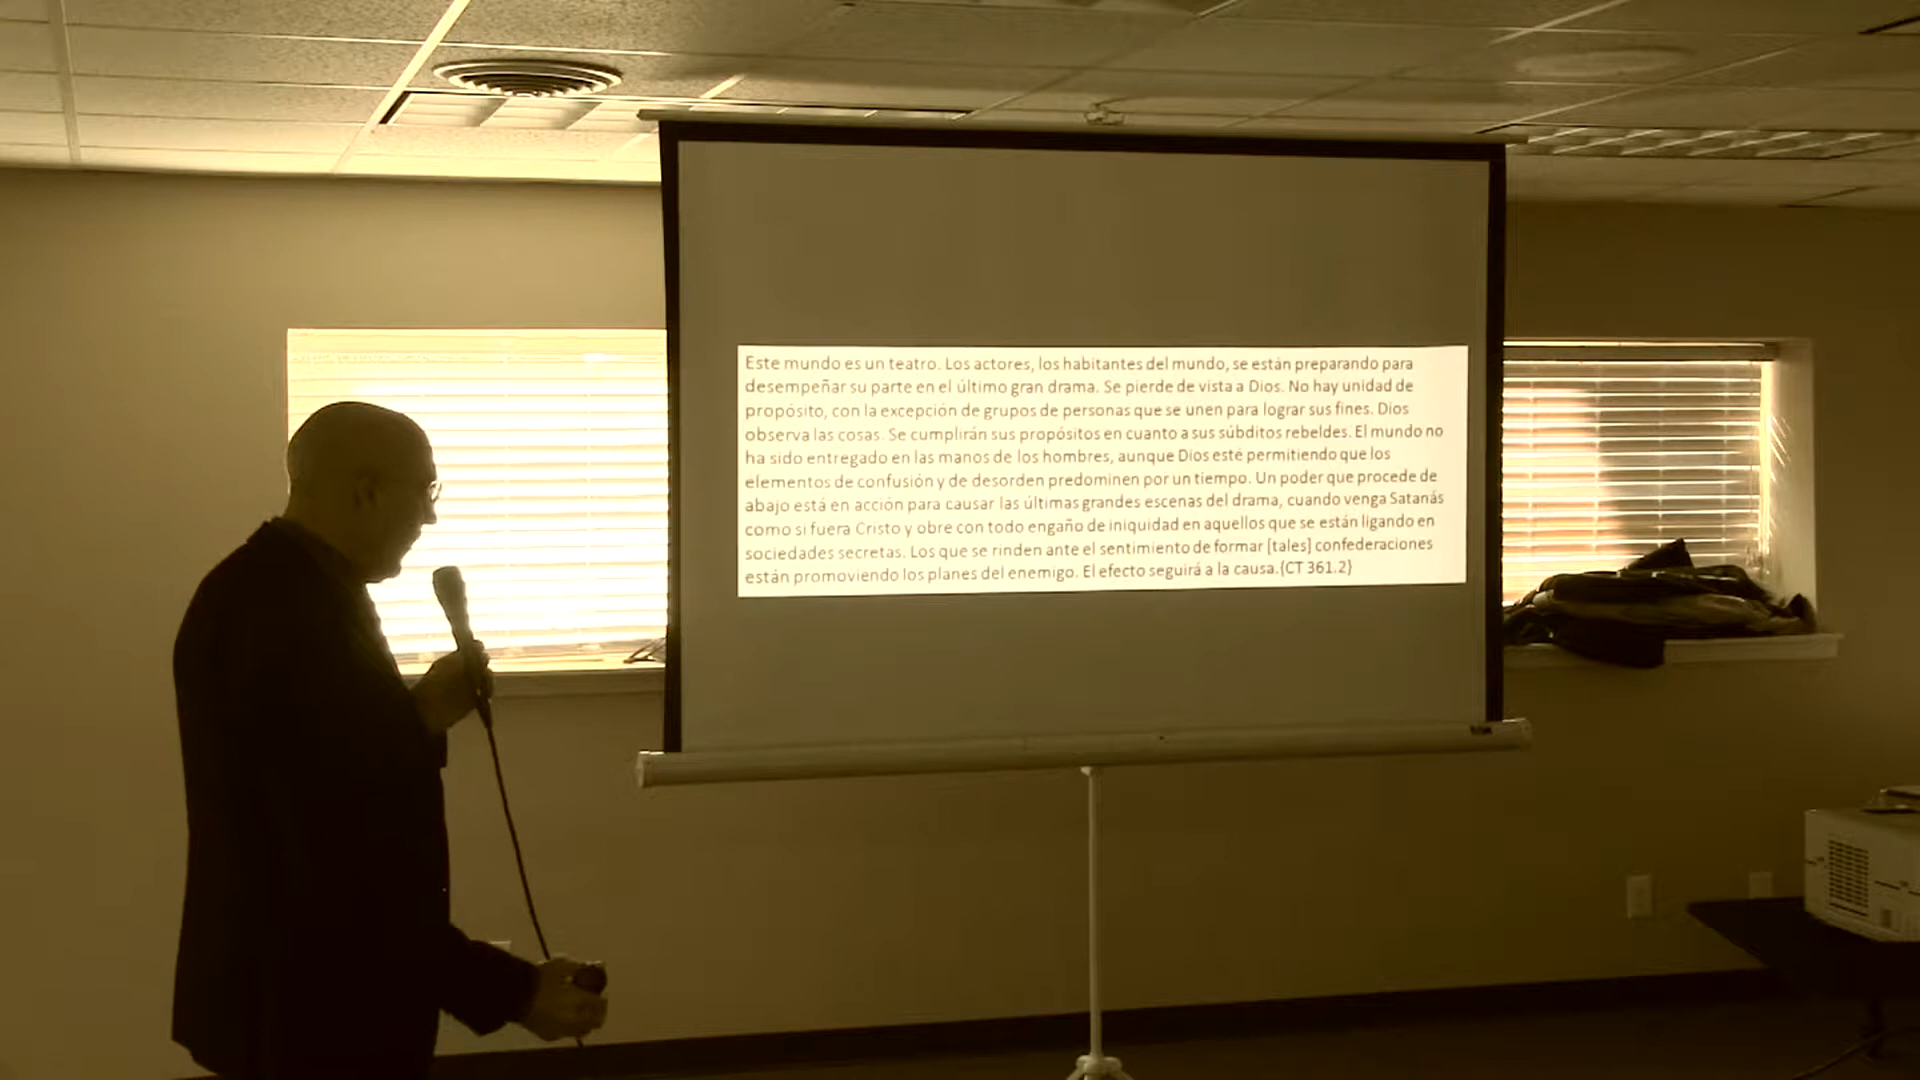 Este mundo es un teatro. Los actores, los habitantes del mundo, se están preparando para
desempeñar su parte en el último gran drama. Se pierde de vista a Dios. No hay unidad de
propósito, con la excepción de grupos de personas que se unen para lograr sus fines. Dios
observa las cosas. Se cumplirán sus propósitos en cuanto a sus súbditos rebeldes. El mundo no
ha sido entregado en las manos de los hombres, aunque Dios esté permitiendo que los
elementos de confusión y de desorden predominen por un tiempo. Un poder que procede de
abajo está en acción para causar las últimas grandes escenas del drama, cuando venga Satanás
como si fuera Cristo y obre con todo engaño de iniquidad en aquellos que se están ligando en
sociedades secretas. Los que se rinden ante el sentimiento de formar [tales] confederaciones
están promoviendo los planes del enemigo. El efecto seguirá a la causa.{CT 361.2}